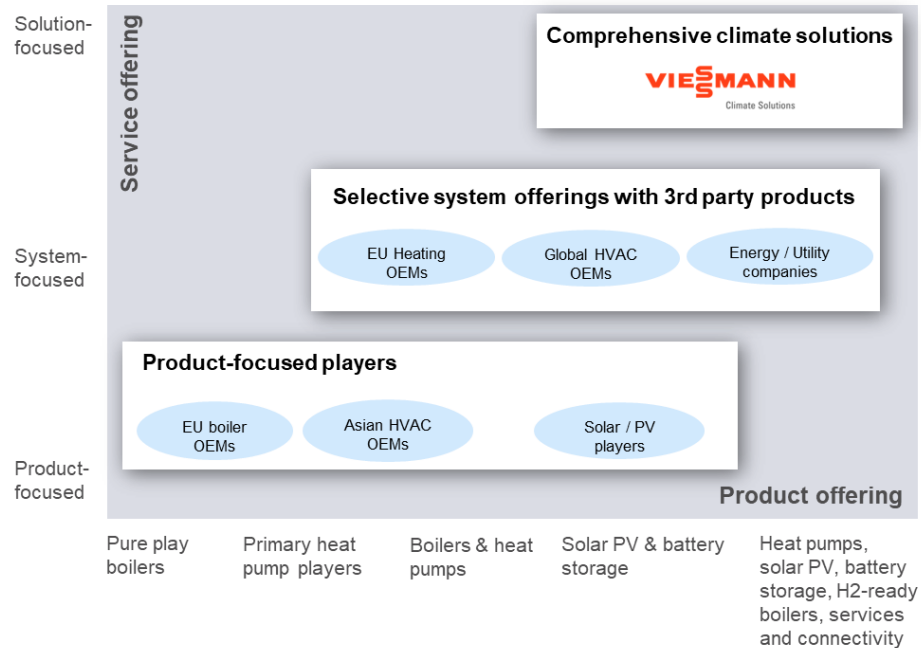 Solution-
focused
Service offering
Comprehensive climate solutions
VIESSMANN
Climate Solutions
Selective system offerings with 3rd party products
System-
focused
EU Heating
OEMs
Global HVAC
OEMs
Energy / Utility
companies
Product-focused players
EU boiler
OEMs
Asian HVAC
OEMs
Solar / PV
players
Product-
focused
Product offering
Pure play
boilers
Primary heat
pump players
Boilers & heat
pumps
Solar PV & battery
storage
Heat pumps,
solar PV, battery
storage, H2-ready
boilers, services
and connectivity